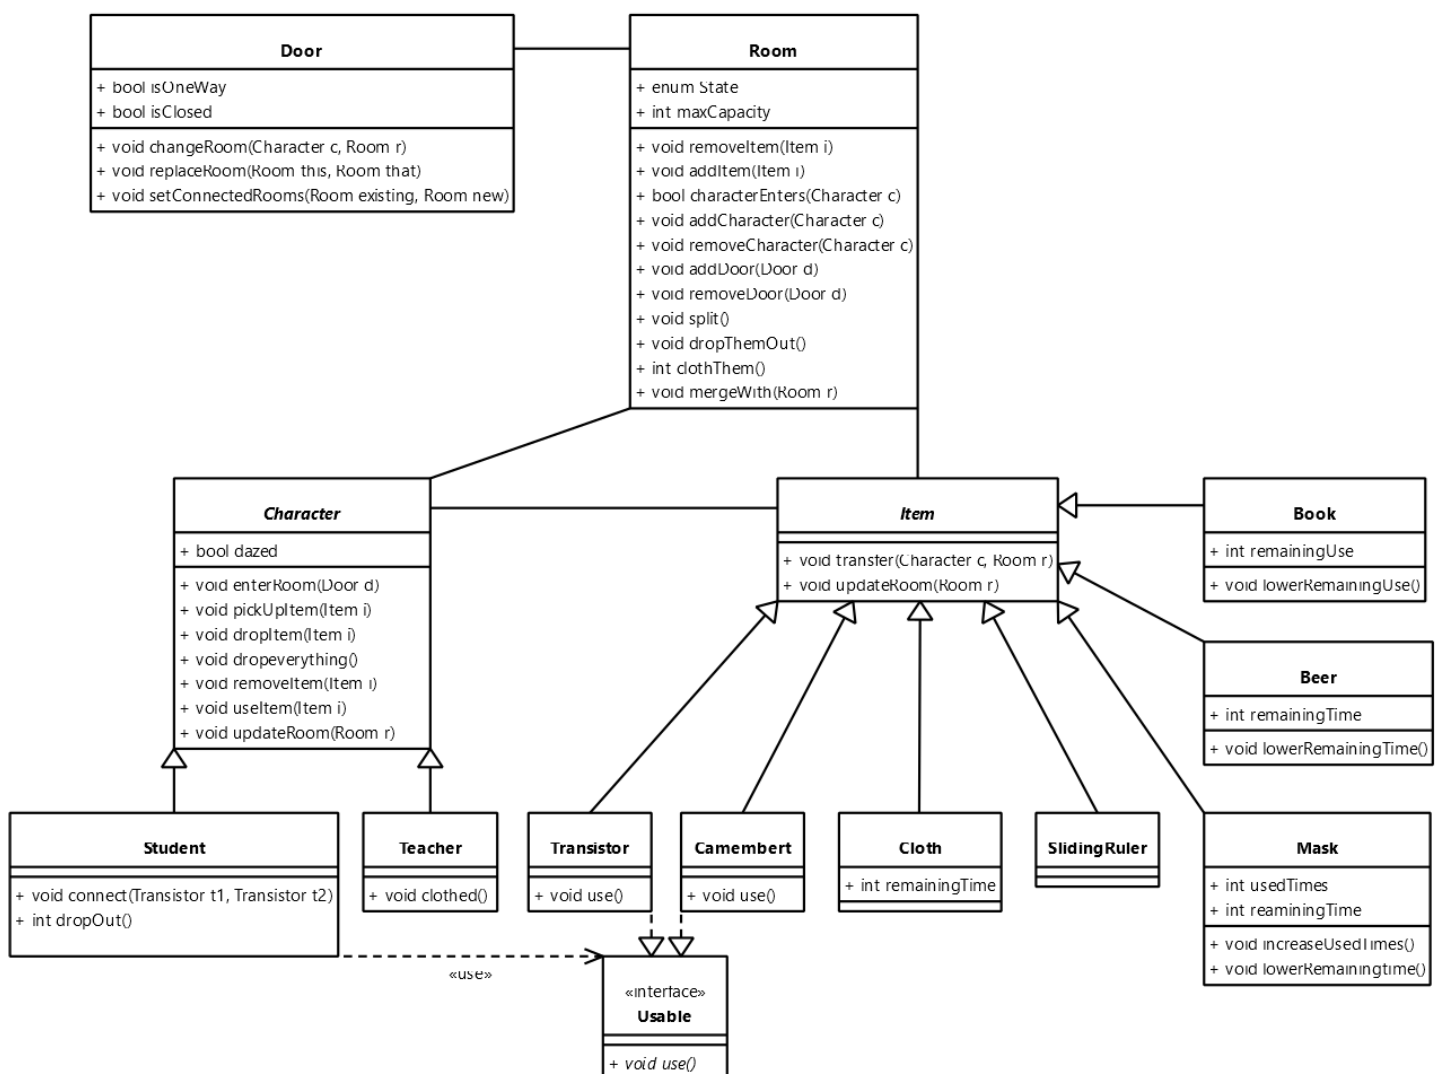 Door
+ bool isOneWay
+ bool isClosed
+ void changeRoom(Character c, Room r)
+ void replaceRoom(Room this, Room that)
+ void setConnectedRooms(Room existing, Room new)
Room
+ enum State
+ int maxCapacity
+ void removeItem(Item i)
+ void addItem(Item i)
+ bool characterEnters(Character c)
+ void addCharacter(Character c)
+ void removeCharacter(Character c)
+ void addDoor(Door d)
+ void removeDoor(Door d)
+ void split()
+ void dropThemOut()
+ int clothThem()
+ void mergeWith(Room r)
Character
+ bool dazed
+ void enterRoom(Door d)
+ void pickUpItem(Item i)
+ void dropItem(Item i)
+ void dropeverything()
+ void removeItem(Item i)
+ void useItem(Item i)
+ void updateRoom(Room r)
Item
+ void transfer(Character c, Room r)
+ void updateRoom(Room r)
Book
+ int remainingUse
+ void lowerRemainingUse()
Beer
+ int remainingTime
+ void lowerRemainingTime()
Student
+ void connect(Transistor t1, Transistor t2)
+ int dropOut()
Teacher
+ void clothed()
Transistor
+ void use()
Camembert
+ void use()
Cloth
+ int remainingTime
SlidingRuler
Mask
+ int usedTimes
+ int reaminingTime
+ void increaseUsedTimes()
+ void lowerRemainingtime()
«use»
«interface»
Usable
+ void use()